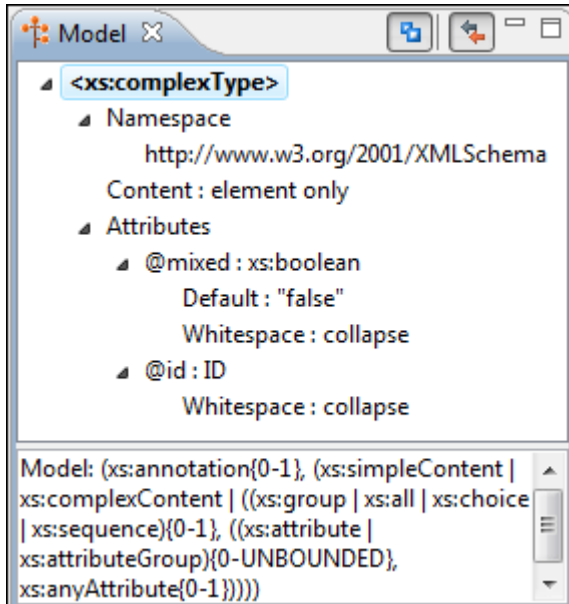 Model
<xs:complexType>
Namespace
http://www.w3.org/2001/XMLSchema
Content : element only
Attributes
@mixed : xs:boolean
Default : "false"
Whitespace : collapse
@id : ID
Whitespace : collapse
Model: (xs:annotation{0-1}, (xs:simpleContent |
xs:complexContent | ((xs:group | xs:all | xs:choice
| xs:sequence){0-1}, ((xs:attribute |
xs:attributeGroup){0-UNBOUNDED},
xs:anyAttribute{0-1}))))